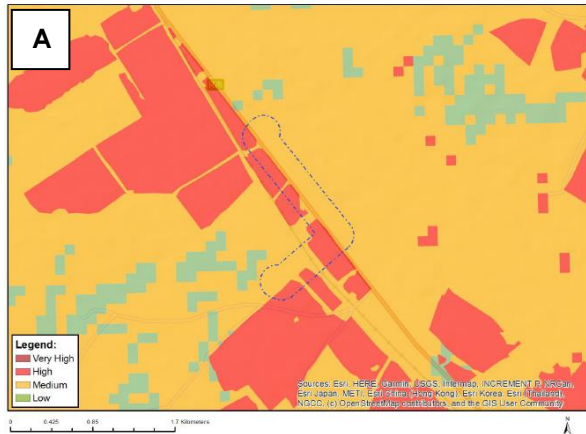 A
Legend:
Very High
High
Medium
Low
Sources: Esri, HERE, Garmin, USGS, Intermap, INCREMENT P, NRCan,
Esri Japan, METI, Esri China (Hong Kong), Esri Korea, Esri (Thailand),
NGCC, (c) OpenStreetMap contributors, and the GIS User Community
0 0.425 0.85 1.7 Kilometers
N